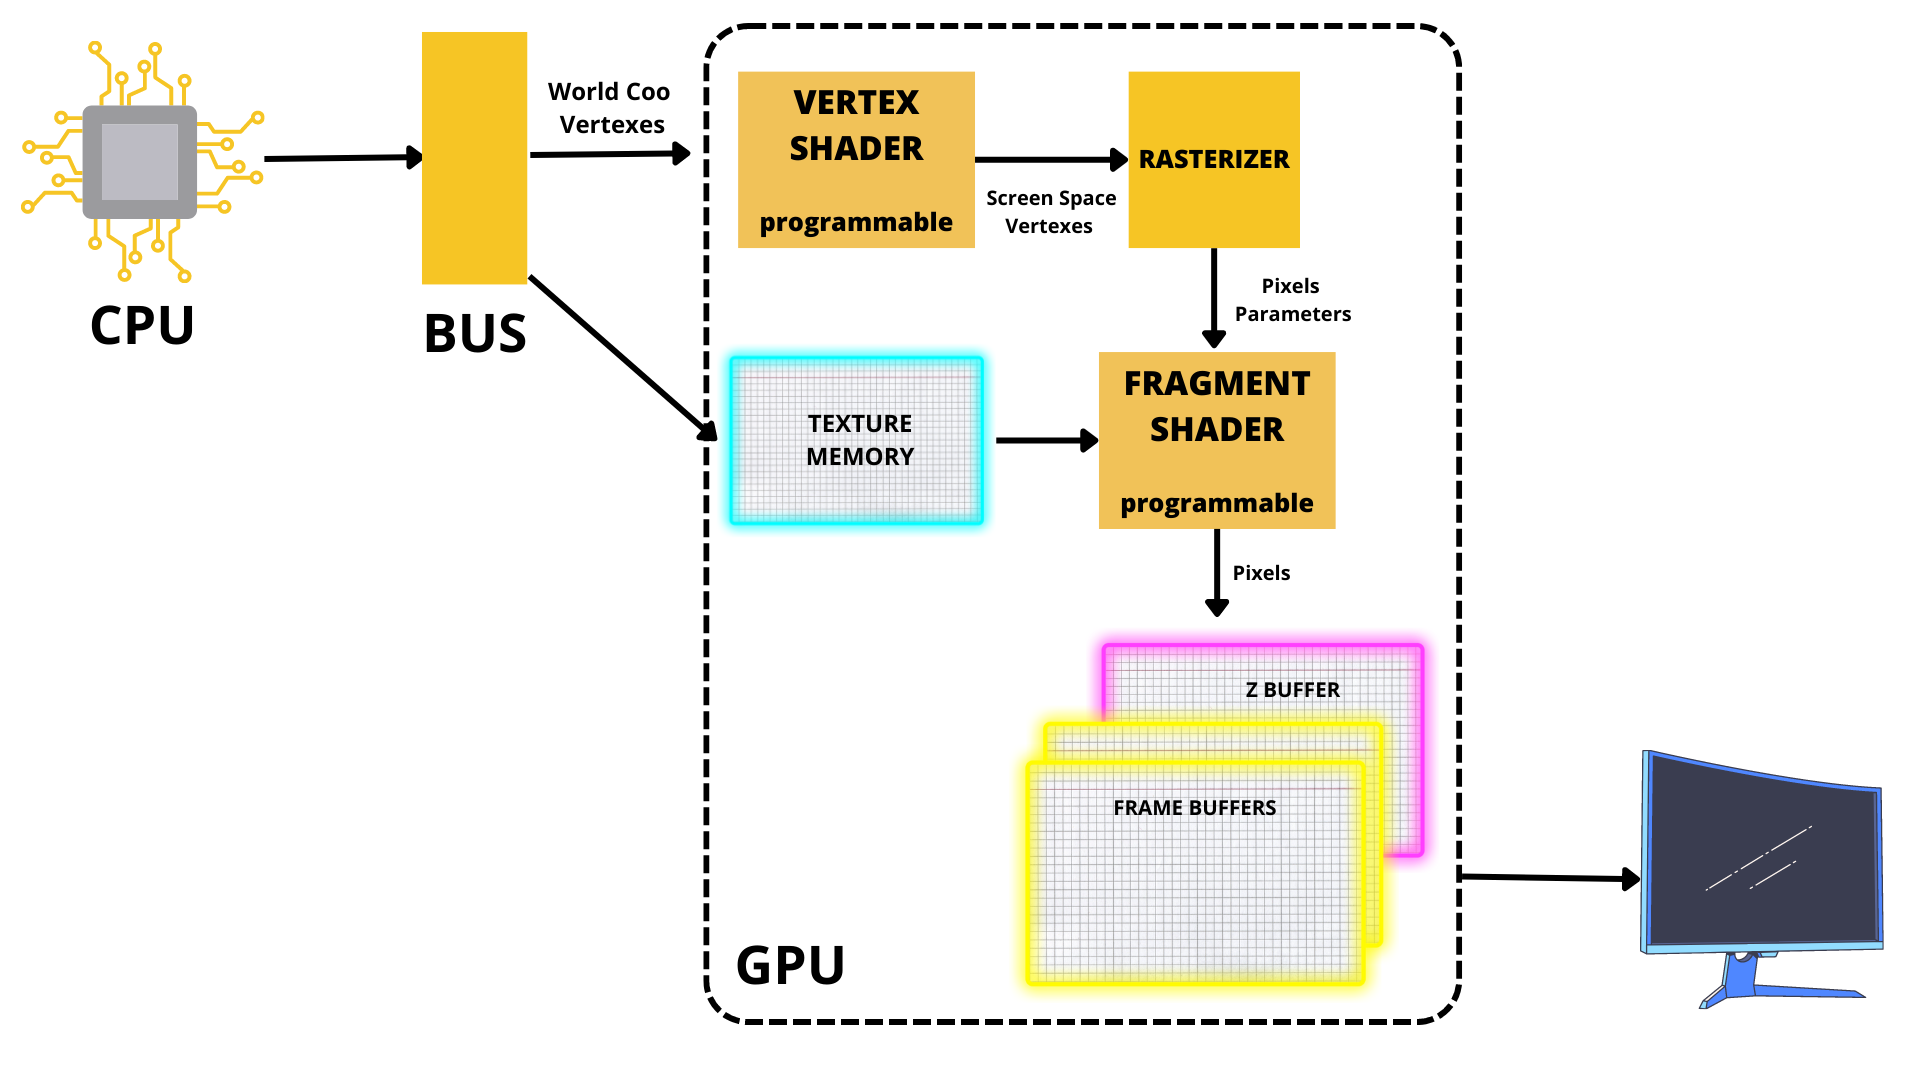 CPU
BUS
World Coo
Vertexes
VERTEX
SHADER
programmable
Screen Space
Vertexes
RASTERIZER
Pixels
Parameters
TEXTURE
MEMORY
FRAGMENT
SHADER
programmable
Pixels
Z BUFFER
FRAME BUFFERS
GPU